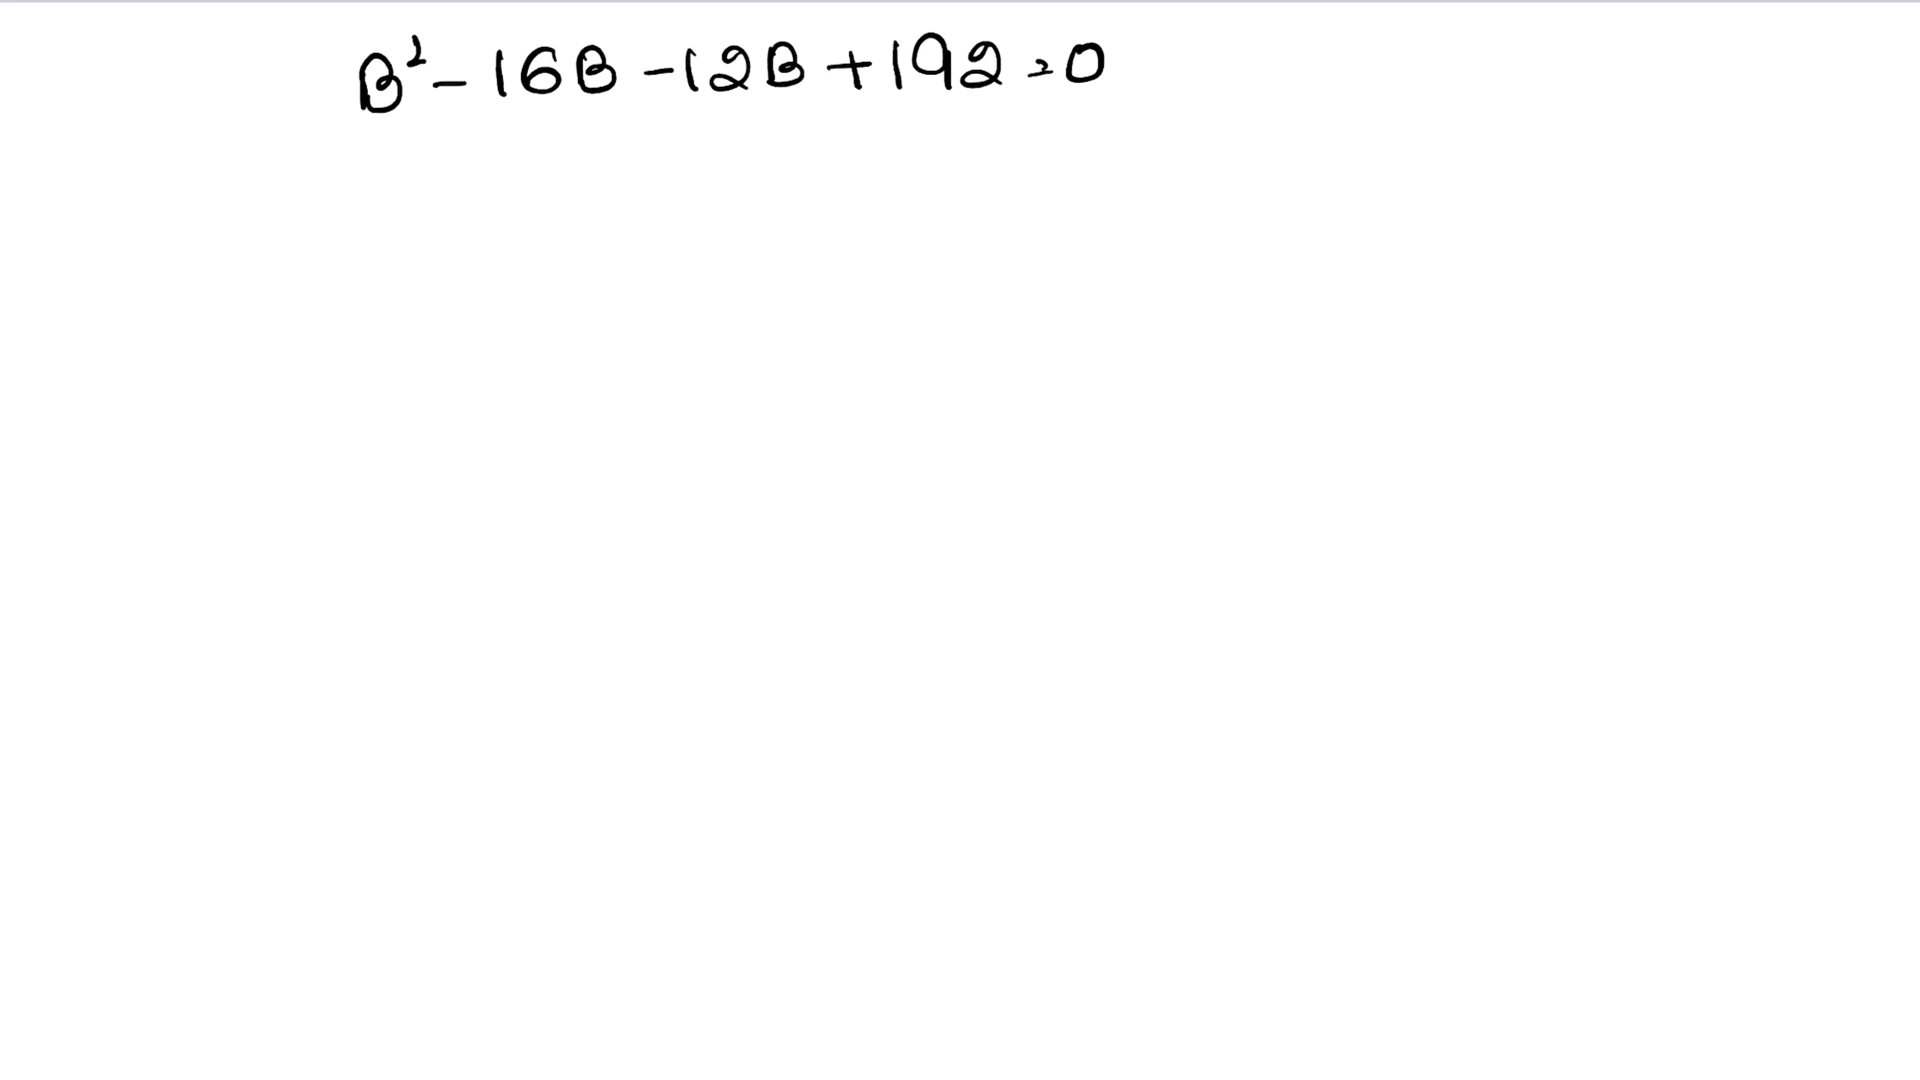 B² - 16B - 12B + 192 = 0